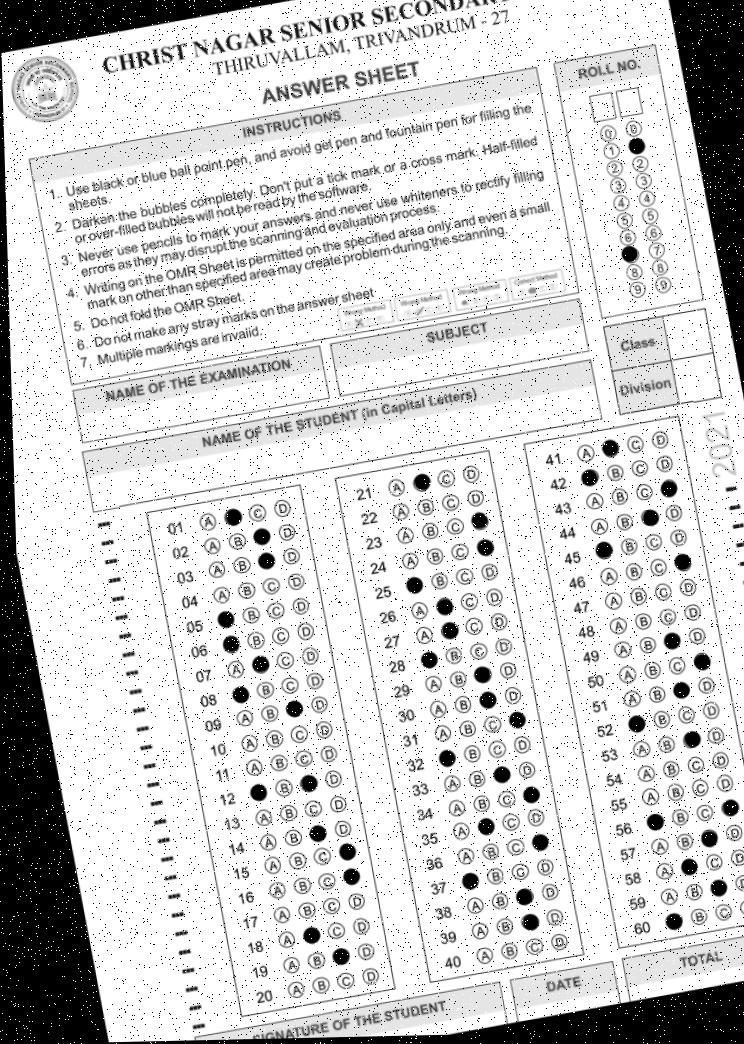 CHRIST NAGAR SENIOR
THIRUVALLAM, TRIVANDRUM - 27
ANSWER SHEET
INSTRUCTIONS
1. Use black or blue ball point pen, and avoid gel pen and fountain pen for filling the
sheets.
2. Darken the bubbles completely. Don't put a tick mark or a cross mark. Half-filled
or over-filled bubbles will not be read by the software.
3. Never use pencils to mark your answers and never use whiteners to rectify filling
errors as they may disrupt the scanning and evaluation process.
4. Writing on the OMR Sheet is permitted on the specified area only and even a small
mark on other than specified area may create problem during the scanning.
5. Do not fold the OMR Sheet.
6. Do not make any stray marks on the answer sheet
7. Multiple markings are invalid.
Wrong Method Wrong Method Wrong Method Correct Method
ROLL NO.
0 0
1
2 2
3 3
4 4
5 5
6 6
7
8 8
9 9
NAME OF THE EXAMINATION
SUBJECT
Class
Division
NAME OF THE STUDENT (in Capital Letters)
2021
01 A C D
02 A B D
03 A B D
04 A B C D
05 B C D
06 B C D
07 A C D
08 B C D
09 A B D
10 A B C D
11 A B C D
12 B D
13 A B C D
14 A B D
15 A B C
16 A B C
17 A B C D
18 A C D
19 A B D
20 A B C D
21 A C D
22 A B C D
23 A B C
24 A B C
25 B C D
26 A C D
27 A C D
28 B C D
29 A B D
30 A B D
31 A B C
32 B C D
33 A B D
34 A B C
35 A C D
36 A B C
37 B C D
38 A B D
39 A B D
40 A B C D
41 A C D
42 B C D
43 A B C
44 A B D
45 B C D
46 A B C
47 A B C D
48 A B C D
49 A B D
50 A B C
51 A B D
52 B C D
53 A B D
54 A B C D
55 A B C D
56 B C
57 A B D
58 A C D
59 A B D
60 B C
SIGNATURE OF THE STUDENT
DATE
TOTAL